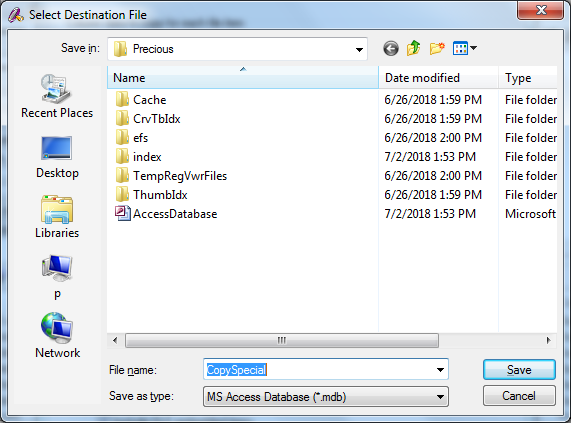 Select Destination File
Save in: Precious
Name Date modified Type
Cache 6/26/2018 1:59 PM File folder
CrvTbIdx 6/26/2018 1:59 PM File folder
efs 6/26/2018 2:00 PM File folder
index 7/2/2018 1:53 PM File folder
TempRegVwrFiles 6/26/2018 2:00 PM File folder
ThumbIdx 6/26/2018 1:59 PM File folder
AccessDatabase 7/2/2018 1:53 PM Microsoft
Recent Places
Desktop
Libraries
p
Network
File name: CopySpecial Save
Save as type: MS Access Database (*.mdb) Cancel